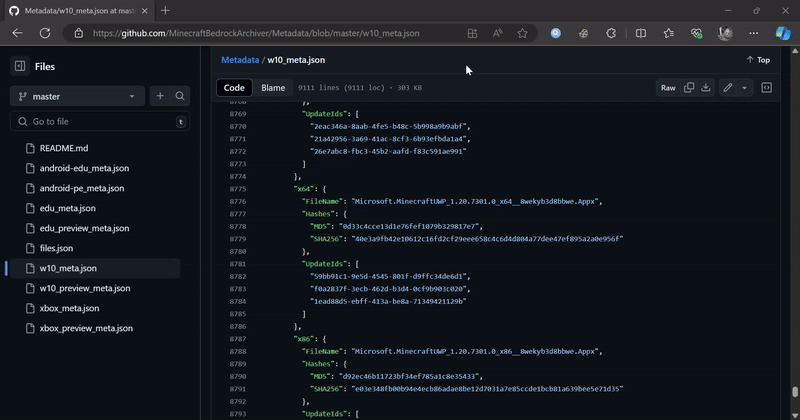 Metadata/w10_meta.json at mast
https://github.com/MinecraftBedrockArchiver/Metadata/blob/master/w10_meta.json
Files
master
Go to file
t
README.md
android-edu_meta.json
android-pe_meta.json
edu_meta.json
edu_preview_meta.json
files.json
w10_meta.json
w10_preview_meta.json
xbox_meta.json
xbox_preview_meta.json
Metadata / w10_meta.json
Top
Code Blame 9111 lines (9111 loc) · 303 KB Raw
8768 },
8769 "UpdateIds": [
8770 "2eac346a-8aab-4fe5-b48c-5b998a9b9abf",
8771 "21a42956-3a69-41ac-8cf3-6b93efbda1a4",
8772 "26e7abc8-fbc3-45b2-aafd-f83c591ae991"
8773 ]
8774 },
8775 "x64": {
8776 "FileName": "Microsoft.MinecraftUWP_1.20.7301.0_x64__8wekyb3d8bbwe.Appx",
8777 "Hashes": {
8778 "MD5": "0d33c4cce13d1e76fef1079b329817e7",
8779 "SHA256": "40e3a9fb42e10612c16fd2cf29eee658c4c6d4d804a77dee47ef895a2a0e956f"
8780 },
8781 "UpdateIds": [
8782 "59bb91c1-9e5d-4545-801f-d9ffc34de6d1",
8783 "f0a2837f-3ecb-462d-b3d4-0cf9b903c020",
8784 "1ead88d5-ebff-413a-be8a-71349421129b"
8785 ]
8786 },
8787 "x86": {
8788 "FileName": "Microsoft.MinecraftUWP_1.20.7301.0_x86__8wekyb3d8bbwe.Appx",
8789 "Hashes": {
8790 "MD5": "d92ec46b11723bf34ef785a1c8e35433",
8791 "SHA256": "e03e348fb00b94e4ecb86adae8be12d7031a7e85ccde1bcb81a639bee5e71d35"
8792 },
8793 "UpdateIds": [